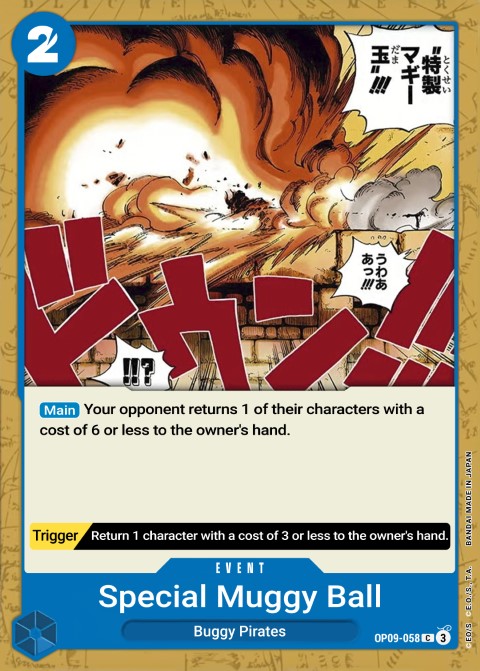 2
“特製
とくせい
マギー
玉”!!!
だま
うわあ
あっ!!!
ドウン!!
!!?
Main Your opponent returns 1 of their characters with a
cost of 6 or less to the owner's hand.
Trigger Return 1 character with a cost of 3 or less to the owner's hand.
EVENT
Special Muggy Ball
Buggy Pirates
OP09-058 C 3
©E.O./S. ©E.O./S., T.A. BANDAI MADE IN JAPAN